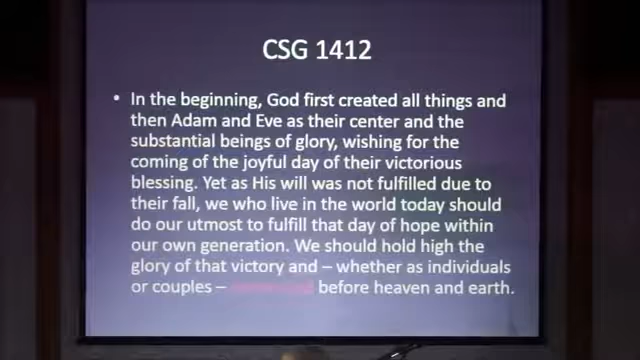 CSG 1412
• In the beginning, God first created all things and
then Adam and Eve as their center and the
substantial beings of glory, wishing for the
coming of the joyful day of their victorious
blessing. Yet as His will was not fulfilled due to
their fall, we who live in the world today should
do our utmost to fulfill that day of hope within
our own generation. We should hold high the
glory of that victory and – whether as individuals
or couples – before heaven and earth.